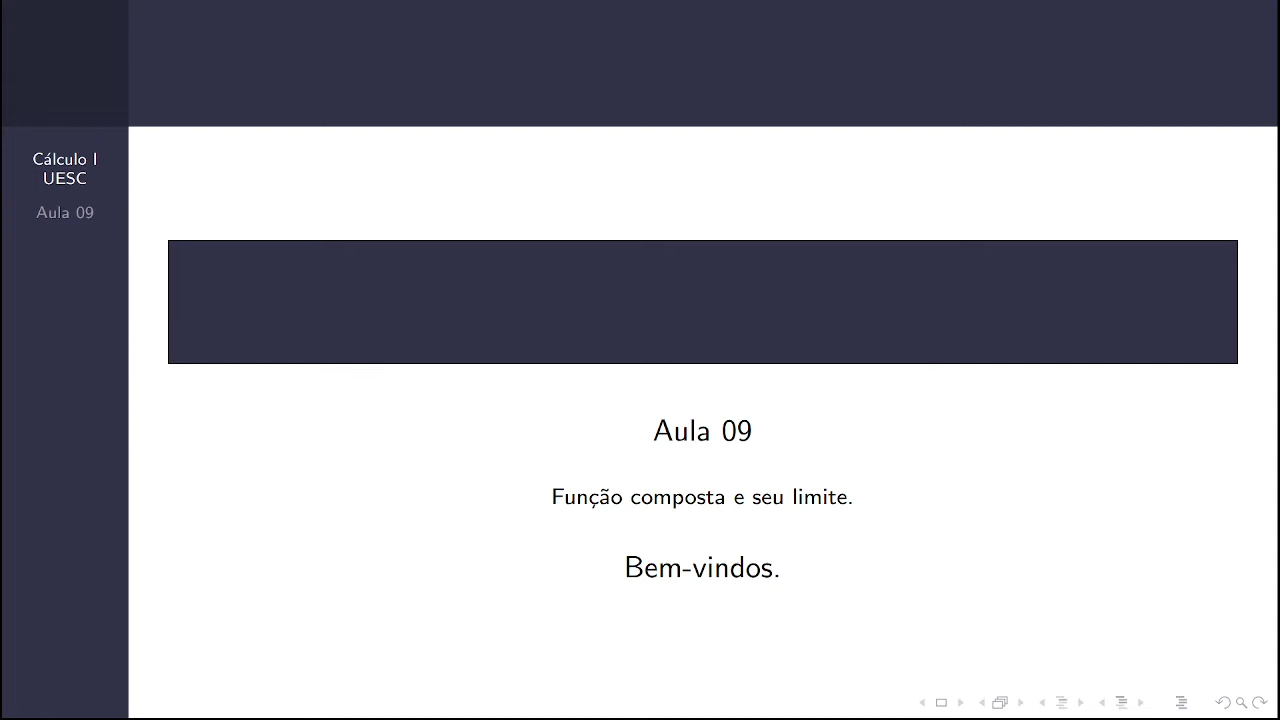 Cálculo I
UESC
Aula 09
Aula 09
Função composta e seu limite.
Bem-vindos.